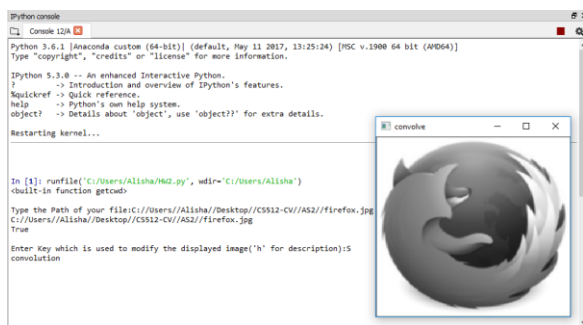 IPython console
Console 12/A
Python 3.6.1 |Anaconda custom (64-bit)| (default, May 11 2017, 13:25:24) [MSC v.1900 64 bit (AMD64)]
Type "copyright", "credits" or "license" for more information.
IPython 5.3.0 -- An enhanced Interactive Python.
? -> Introduction and overview of IPython's features.
%quickref -> Quick reference.
help -> Python's own help system.
object? -> Details about 'object', use 'object??' for extra details.
Restarting kernel...
In [1]: runfile('C:/Users/Alisha/HW2.py', wdir='C:/Users/Alisha')
<built-in function getcwd>
Type the Path of your file:C://Users//Alisha//Desktop//CS512-CV//AS2//firefox.jpg
C://Users//Alisha//Desktop//CS512-CV//AS2//firefox.jpg
True
Enter Key which is used to modify the displayed image('h' for description):S
convolution
convolve